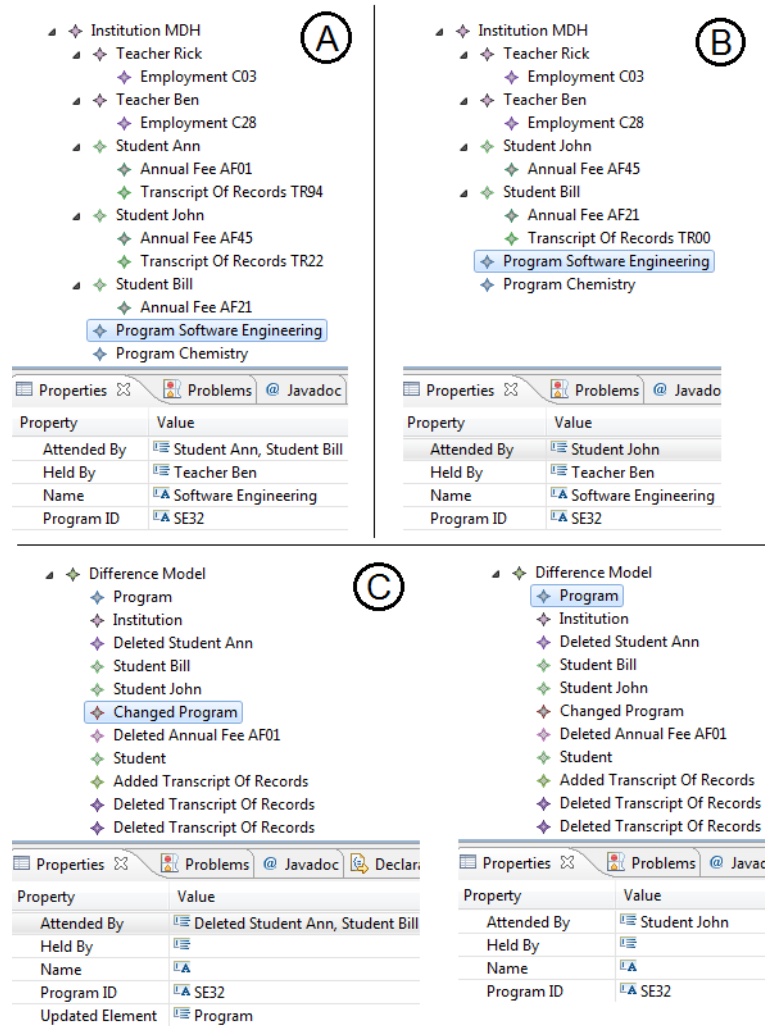 A
Institution MDH
Teacher Rick
Employment C03
Teacher Ben
Employment C28
Student Ann
Annual Fee AF01
Transcript Of Records TR94
Student John
Annual Fee AF45
Transcript Of Records TR22
Student Bill
Annual Fee AF21
Program Software Engineering
Program Chemistry
Properties Problems @ Javadoc
Property Value
Attended By Student Ann, Student Bill
Held By Teacher Ben
Name Software Engineering
Program ID SE32
B
Institution MDH
Teacher Rick
Employment C03
Teacher Ben
Employment C28
Student John
Annual Fee AF45
Student Bill
Annual Fee AF21
Transcript Of Records TR00
Program Software Engineering
Program Chemistry
Properties Problems @ Javado
Property Value
Attended By Student John
Held By Teacher Ben
Name Software Engineering
Program ID SE32
C
Difference Model
Program
Institution
Deleted Student Ann
Student Bill
Student John
Changed Program
Deleted Annual Fee AF01
Student
Added Transcript Of Records
Deleted Transcript Of Records
Deleted Transcript Of Records
Properties Problems @ Javadoc Declara
Property Value
Attended By Deleted Student Ann, Student Bill
Held By
Name
Program ID SE32
Updated Element Program
Difference Model
Program
Institution
Deleted Student Ann
Student Bill
Student John
Changed Program
Deleted Annual Fee AF01
Student
Added Transcript Of Records
Deleted Transcript Of Records
Deleted Transcript Of Records
Properties Problems @ Javad
Property Value
Attended By Student John
Held By
Name
Program ID SE32